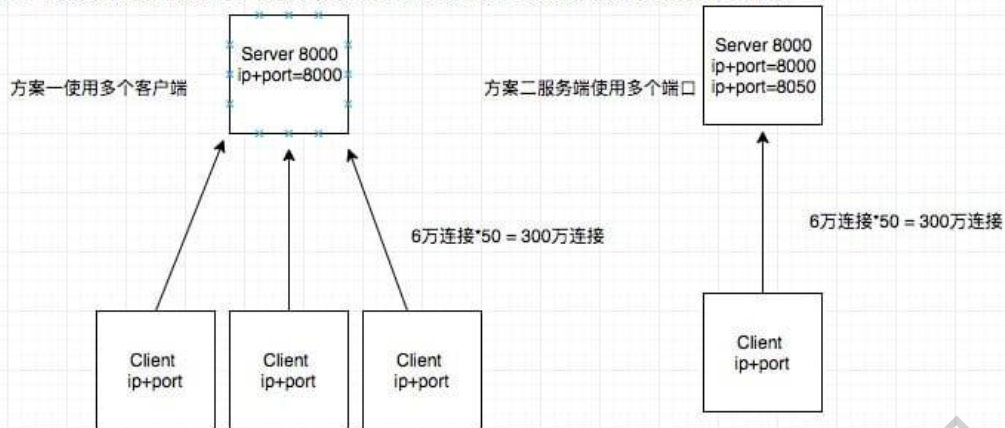 方案一使用多个客户端
Server 8000
ip+port=8000
6万连接*50 = 300万连接
Client
ip+port
Client
ip+port
Client
ip+port
方案二服务端使用多个端口
Server 8000
ip+port=8000
ip+port=8050
6万连接*50 = 300万连接
Client
ip+port